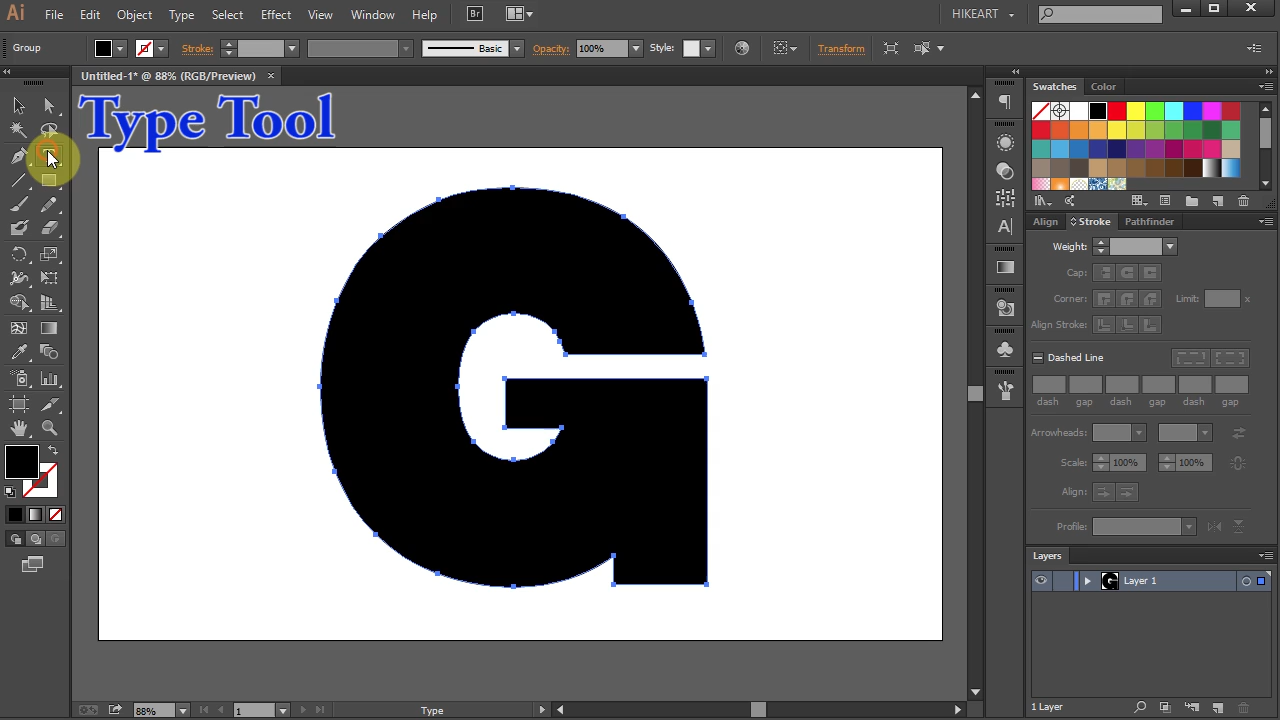 Ai File Edit Object Type Select Effect View Window Help Br HIKEART
Group Stroke: Basic Opacity: 100% Style: Transform
Untitled-1* @ 88% (RGB/Preview) ×
Type Tool
G
Swatches Color
Align Stroke Pathfinder
Weight:
Cap:
Corner: Limit: x
Align Stroke:
Dashed Line
dash gap dash gap dash gap
Arrowheads:
Scale: 100% 100%
Align:
Profile:
Layers
Layer 1
1 Layer
88% 1 Type